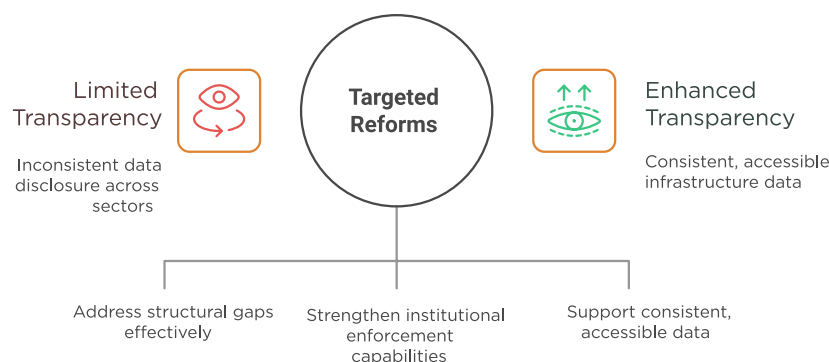 Limited
Transparency
Inconsistent data
disclosure across
sectors
Targeted
Reforms
Enhanced
Transparency
Consistent, accessible
infrastructure data
Address structural gaps
effectively
Strengthen institutional
enforcement
capabilities
Support consistent,
accessible data